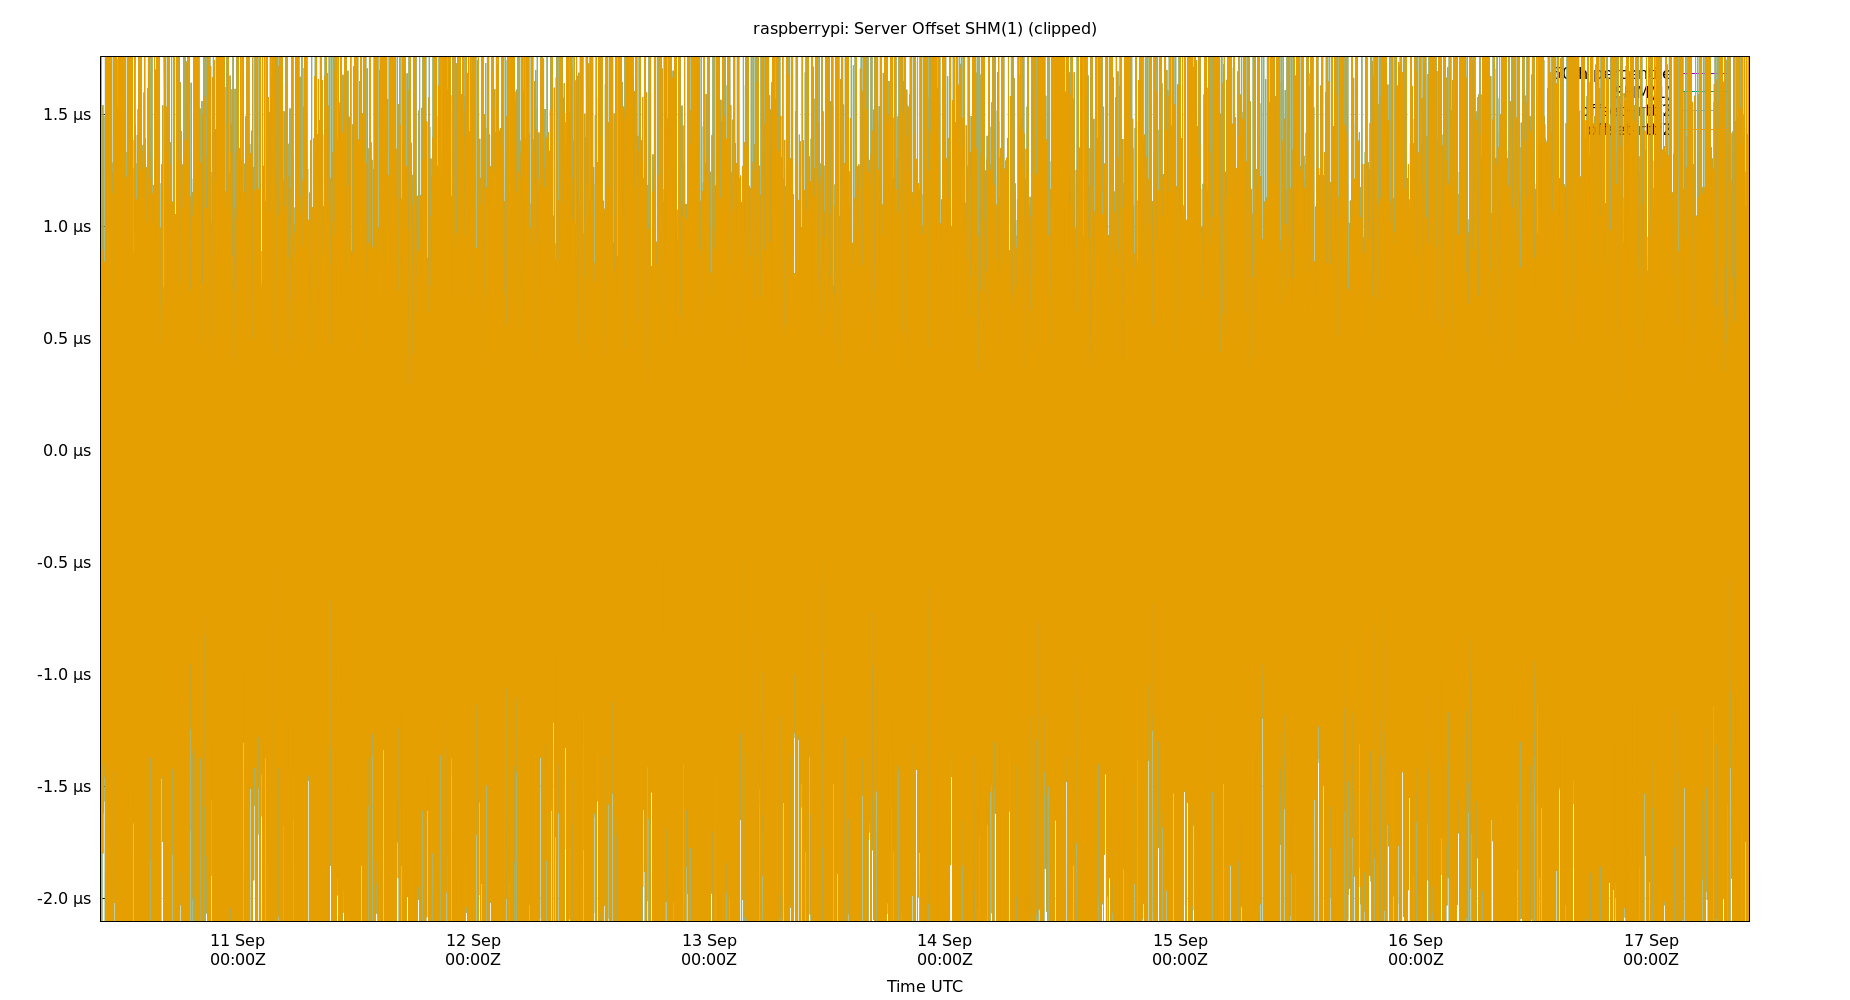 raspberrypi: Server Offset SHM(1) (clipped)
1.5 µs
1.0 µs
0.5 µs
0.0 µs
-0.5 µs
-1.0 µs
-1.5 µs
-2.0 µs
11 Sep 12 Sep 13 Sep 14 Sep 15 Sep 16 Sep 17 Sep
00:00Z 00:00Z 00:00Z 00:00Z 00:00Z 00:00Z 00:00Z
Time UTC